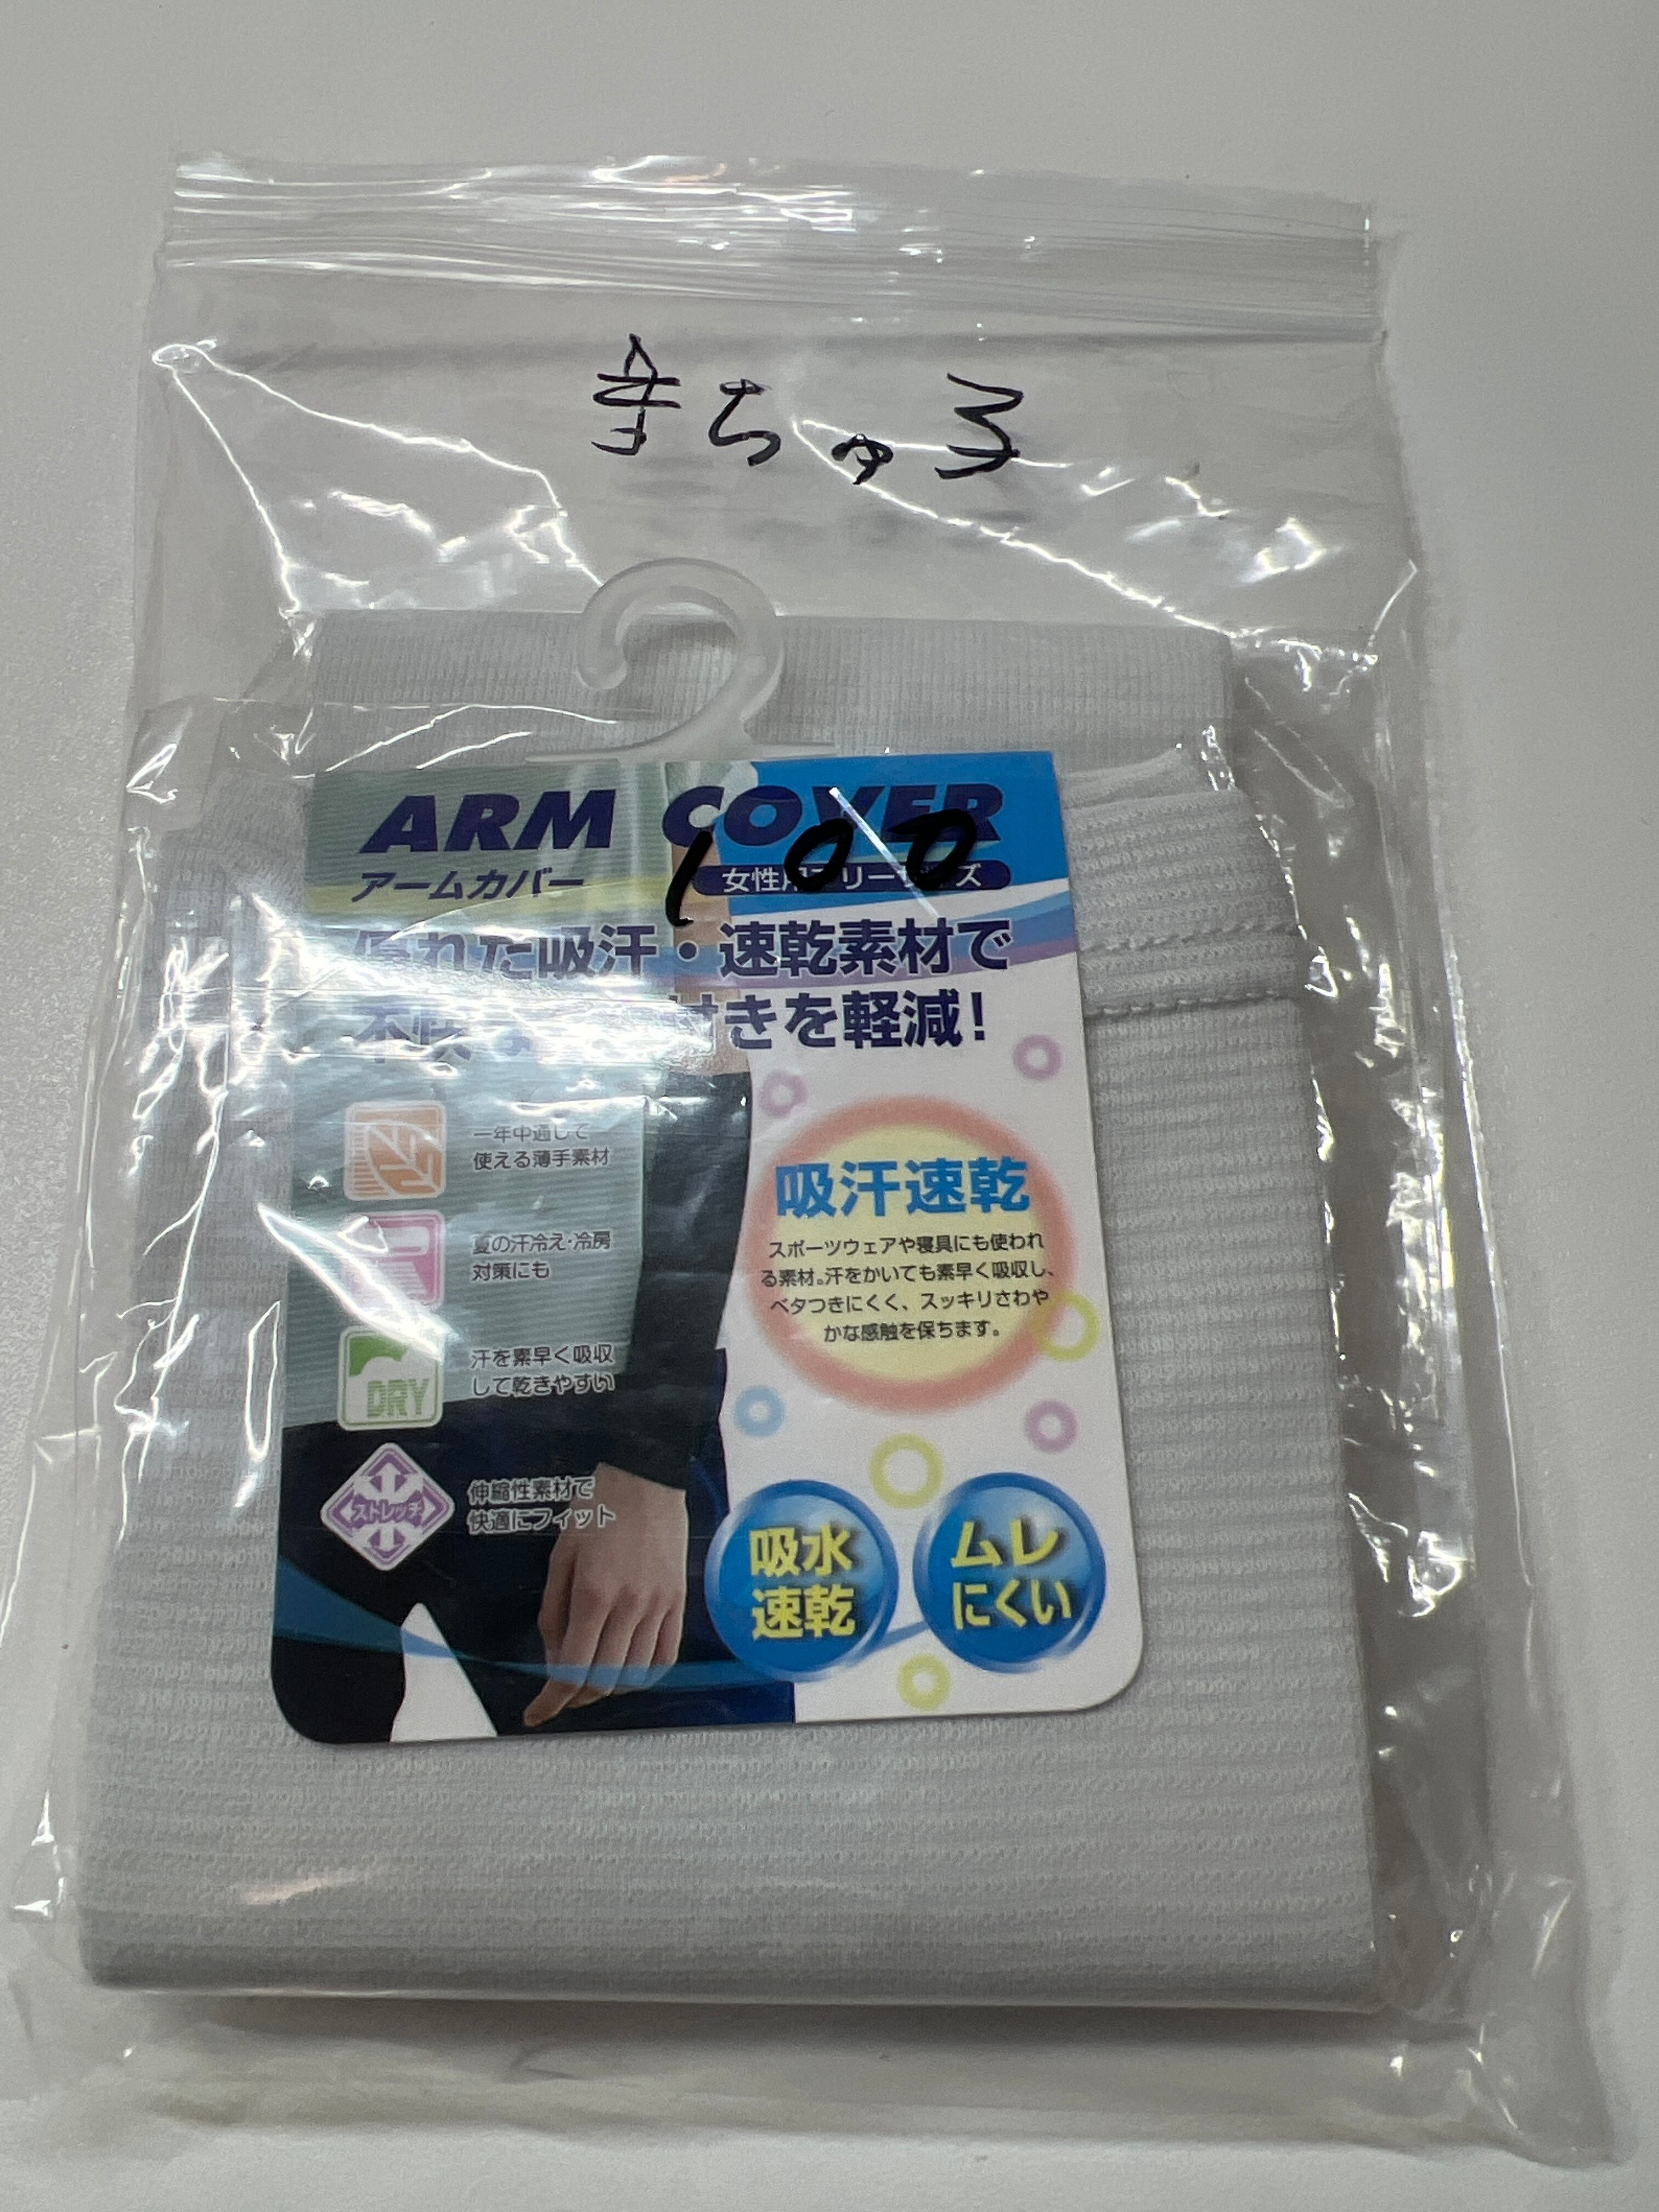 ARM COVER
100
アームカバー
女性用フリーサイズ
優れた吸汗・速乾素材で
きを軽減!
一年中通して
使える薄手素材
夏の汗冷え・冷房
対策にも
DRY
汗を素早く吸収
して乾きやすい
ストレッチ
伸縮性素材で
快適にフィット
吸汗速乾
スポーツウェアや寝具にも使われ
る素材。汗をかいても素早く吸収し、
ベタつきにくく、スッキリさわや
かな感触を保ちます。
吸水
速乾
ムレ
にくい